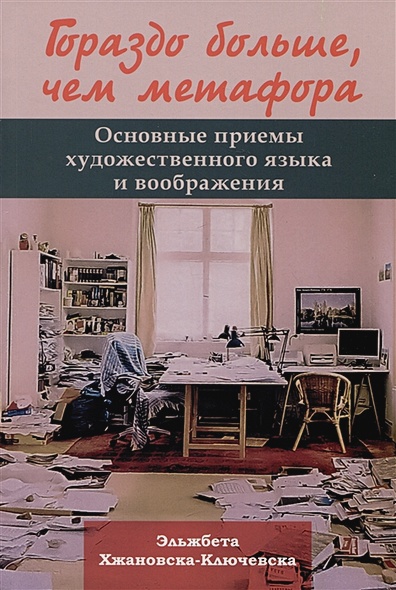 Гораздо больше,
чем метафора
Основные приемы
художественного языка
и воображения
Эльжбета
Хжановска-Ключевска